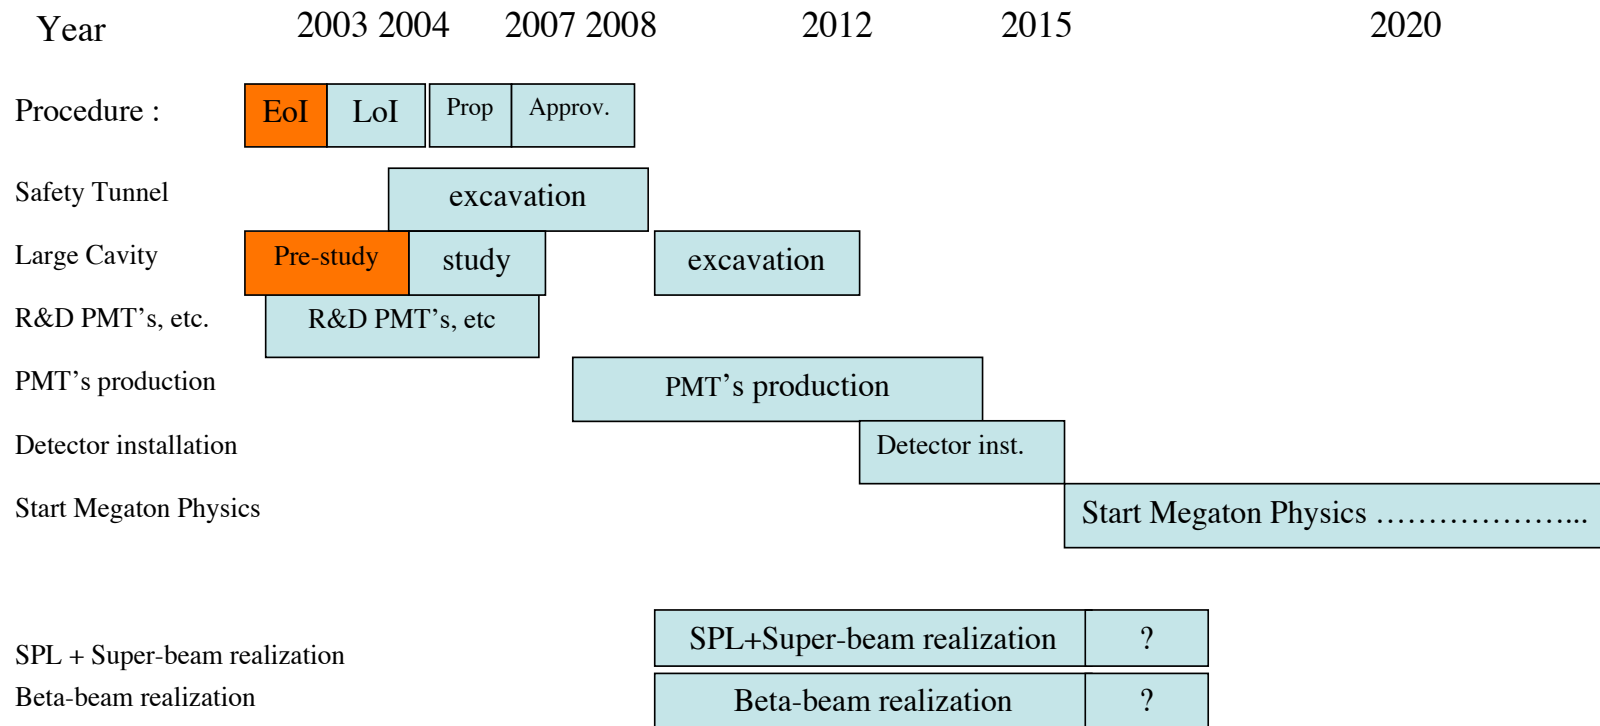 Year 2003 2004 2007 2008 2012 2015 2020
Procedure : EoI LoI Prop Approv.
Safety Tunnel excavation
Large Cavity Pre-study study excavation
R&D PMT's, etc. R&D PMT's, etc
PMT's production PMT's production
Detector installation Detector inst.
Start Megaton Physics Start Megaton Physics …………………...
SPL + Super-beam realization SPL+Super-beam realization ?
Beta-beam realization Beta-beam realization ?